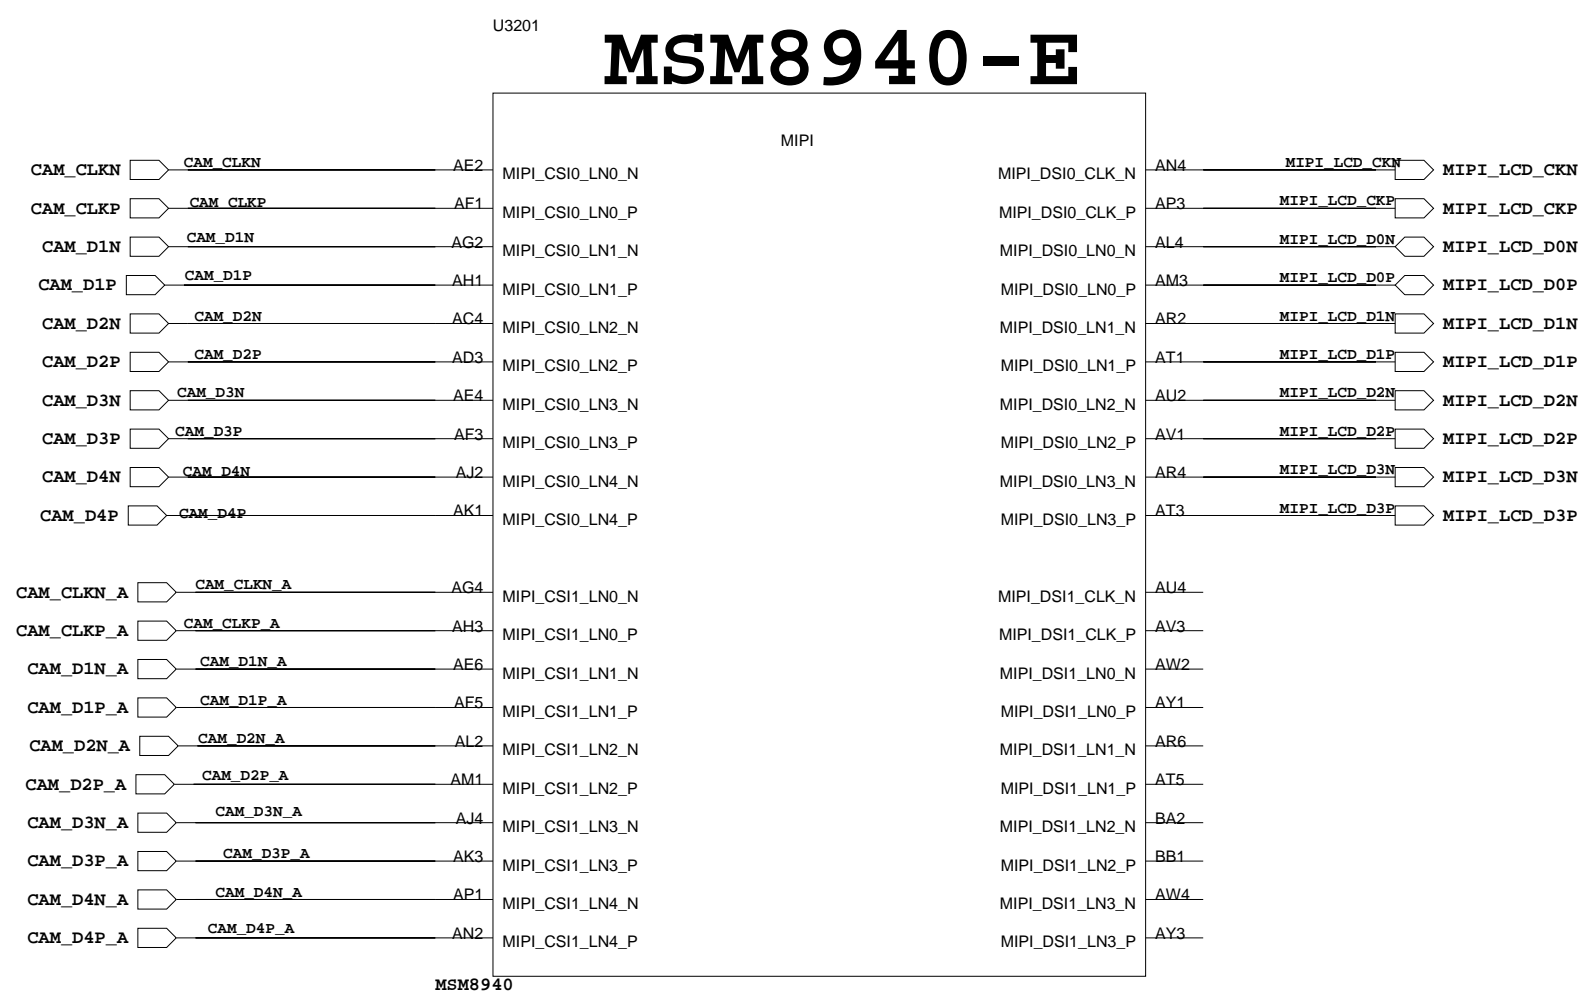 U3201
MSM8940-E
MIPI
CAM_CLKN CAM_CLKN AE2 MIPI_CSI0_LN0_N MIPI_DSI0_CLK_N AN4 MIPI_LCD_CKN MIPI_LCD_CKN
CAM_CLKP CAM_CLKP AF1 MIPI_CSI0_LN0_P MIPI_DSI0_CLK_P AP3 MIPI_LCD_CKP MIPI_LCD_CKP
CAM_D1N CAM_D1N AG2 MIPI_CSI0_LN1_N MIPI_DSI0_LN0_N AL4 MIPI_LCD_D0N MIPI_LCD_D0N
CAM_D1P CAM_D1P AH1 MIPI_CSI0_LN1_P MIPI_DSI0_LN0_P AM3 MIPI_LCD_D0P MIPI_LCD_D0P
CAM_D2N CAM_D2N AC4 MIPI_CSI0_LN2_N MIPI_DSI0_LN1_N AR2 MIPI_LCD_D1N MIPI_LCD_D1N
CAM_D2P CAM_D2P AD3 MIPI_CSI0_LN2_P MIPI_DSI0_LN1_P AT1 MIPI_LCD_D1P MIPI_LCD_D1P
CAM_D3N CAM_D3N AE4 MIPI_CSI0_LN3_N MIPI_DSI0_LN2_N AU2 MIPI_LCD_D2N MIPI_LCD_D2N
CAM_D3P CAM_D3P AF3 MIPI_CSI0_LN3_P MIPI_DSI0_LN2_P AV1 MIPI_LCD_D2P MIPI_LCD_D2P
CAM_D4N CAM_D4N AJ2 MIPI_CSI0_LN4_N MIPI_DSI0_LN3_N AR4 MIPI_LCD_D3N MIPI_LCD_D3N
CAM_D4P CAM_D4P AK1 MIPI_CSI0_LN4_P MIPI_DSI0_LN3_P AT3 MIPI_LCD_D3P MIPI_LCD_D3P
CAM_CLKN_A CAM_CLKN_A AG4 MIPI_CSI1_LN0_N MIPI_DSI1_CLK_N AU4
CAM_CLKP_A CAM_CLKP_A AH3 MIPI_CSI1_LN0_P MIPI_DSI1_CLK_P AV3
CAM_D1N_A CAM_D1N_A AE6 MIPI_CSI1_LN1_N MIPI_DSI1_LN0_N AW2
CAM_D1P_A CAM_D1P_A AF5 MIPI_CSI1_LN1_P MIPI_DSI1_LN0_P AY1
CAM_D2N_A CAM_D2N_A AL2 MIPI_CSI1_LN2_N MIPI_DSI1_LN1_N AR6
CAM_D2P_A CAM_D2P_A AM1 MIPI_CSI1_LN2_P MIPI_DSI1_LN1_P AT5
CAM_D3N_A CAM_D3N_A AJ4 MIPI_CSI1_LN3_N MIPI_DSI1_LN2_N BA2
CAM_D3P_A CAM_D3P_A AK3 MIPI_CSI1_LN3_P MIPI_DSI1_LN2_P BB1
CAM_D4N_A CAM_D4N_A AP1 MIPI_CSI1_LN4_N MIPI_DSI1_LN3_N AW4
CAM_D4P_A CAM_D4P_A AN2 MIPI_CSI1_LN4_P MIPI_DSI1_LN3_P AY3
MSM8940